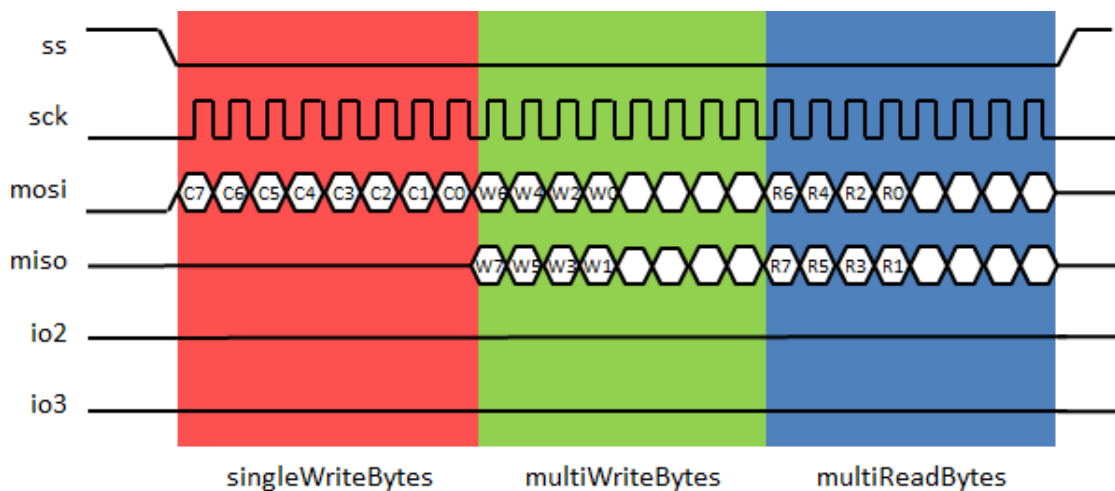 ss
sck
mosi C7 C6 C5 C4 C3 C2 C1 C0 W6 W4 W2 W0 R6 R4 R2 R0
miso W7 W5 W3 W1 R7 R5 R3 R1
io2
io3
singleWriteBytes multiWriteBytes multiReadBytes